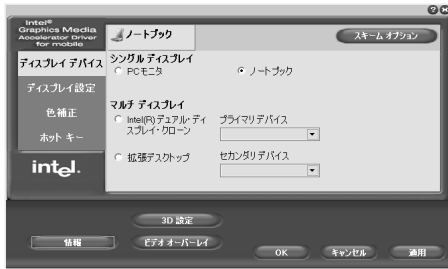 Intel®
Graphics Media
Accelerator Driver
for mobile
ノートブック
スキーム オプション
ディスプレイ デバイス
ディスプレイ設定
色補正
ホット キー
intel.
シングル ディスプレイ
PCモニタ
ノートブック
マルチ ディスプレイ
Intel(R)デュアル・ディ
スプレイ・クローン
プライマリ デバイス
拡張デスクトップ
セカンダリ デバイス
3D 設定
情報
ビデオ オーバーレイ
OK
キャンセル
適用